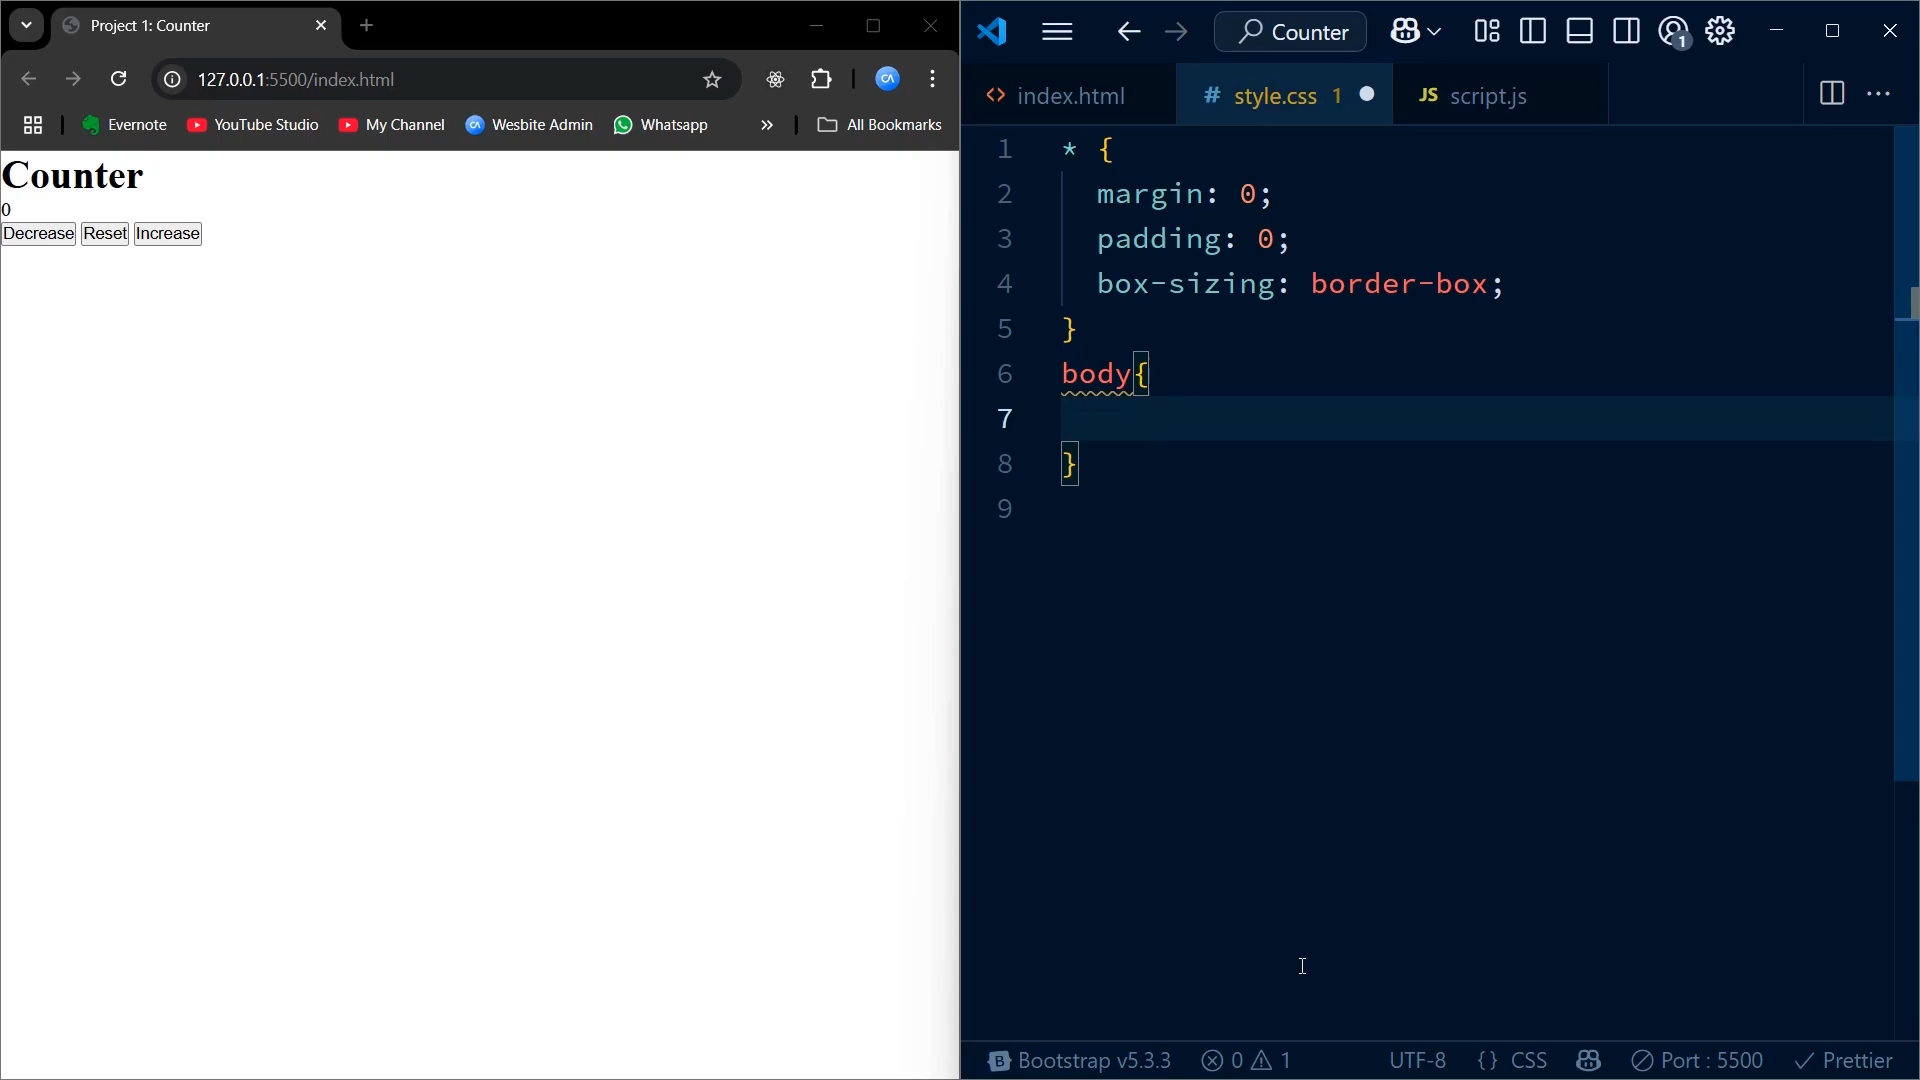 Project 1: Counter
127.0.0.1:5500/index.html
Evernote YouTube Studio My Channel Wesbite Admin Whatsapp » All Bookmarks
Counter
0
Decrease Reset Increase
Counter
1
index.html
# style.css 1
JS script.js
1 * {
2 margin: 0;
3 padding: 0;
4 box-sizing: border-box;
5 }
6 body{
7
8 }
9
B Bootstrap v5.3.3 0 1 UTF-8 {} CSS Port : 5500 Prettier